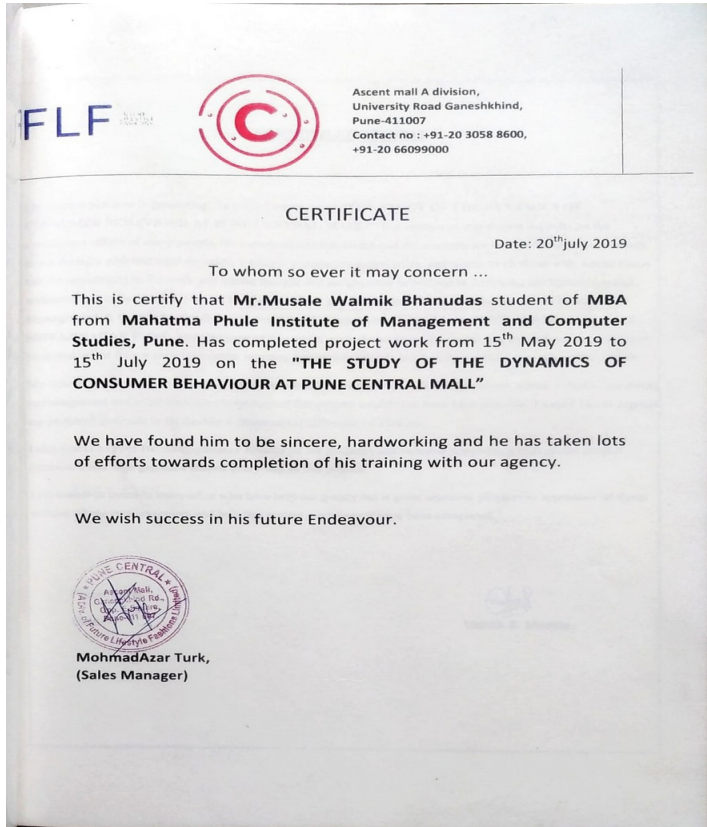 FLF
C
Ascent mall A division,
University Road Ganeshkhind,
Pune-411007
Contact no : +91-20 3058 8600,
+91-20 66099000
CERTIFICATE
Date: 20thjuly 2019
To whom so ever it may concern ...
This is certify that Mr.Musale Walmik Bhanudas student of MBA
from Mahatma Phule Institute of Management and Computer
Studies, Pune. Has completed project work from 15th May 2019 to
15th July 2019 on the "THE STUDY OF THE DYNAMICS OF
CONSUMER BEHAVIOUR AT PUNE CENTRAL MALL”
We have found him to be sincere, hardworking and he has taken lots
of efforts towards completion of his training with our agency.
We wish success in his future Endeavour.
PUNE CENTRAL
Ascent Mall,
(A Div. of Future Lifestyle Fashions Limited)
MohmadAzar Turk,
(Sales Manager)